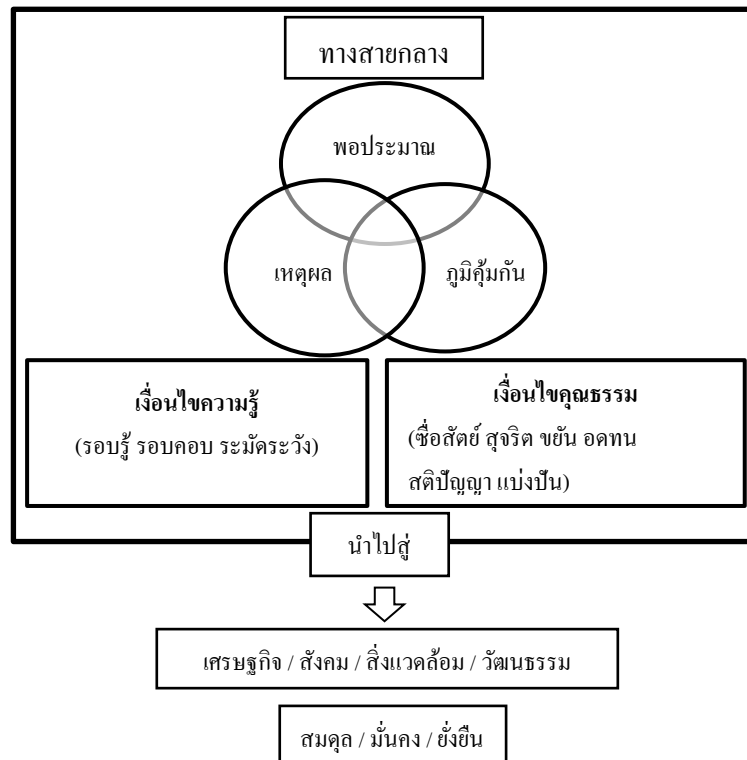 ทางสายกลาง
พอประมาณ
เหตุผล
ภูมิคุ้มกัน
เงื่อนไขความรู้
(รอบรู้ รอบคอบ ระมัดระวัง)
เงื่อนไขคุณธรรม
(ซื่อสัตย์ สุจริต ขยัน อดทน
สติปัญญา แบ่งปัน)
นำไปสู่
เศรษฐกิจ / สังคม / สิ่งแวดล้อม / วัฒนธรรม
สมดุล / มั่นคง / ยั่งยืน